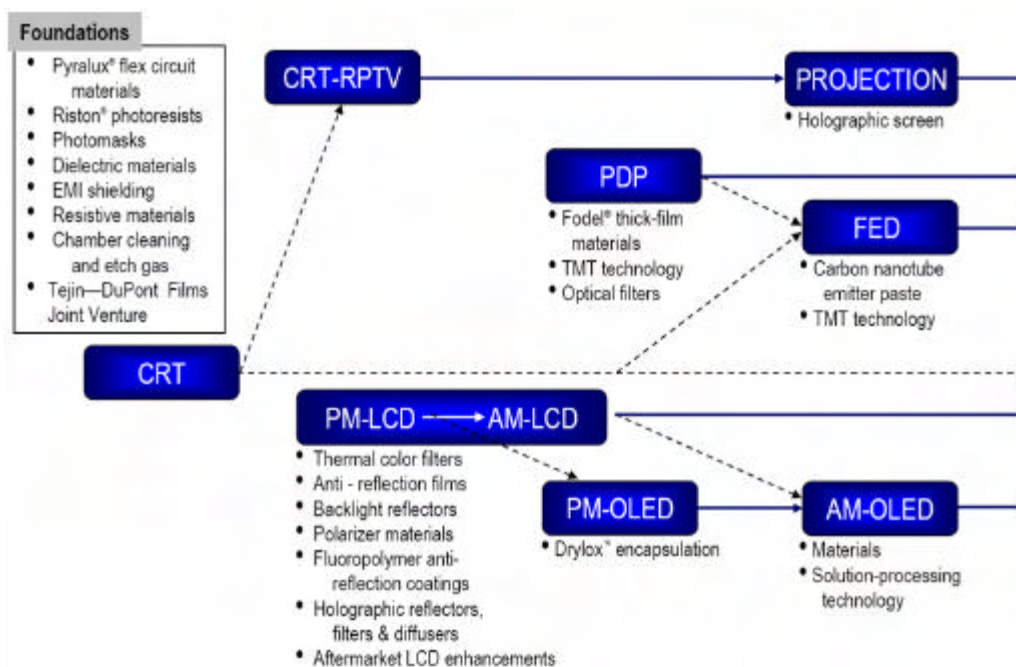 Foundations
• Pyralux® flex circuit
materials
• Riston® photoresists
• Photomasks
• Dielectric materials
• EMI shielding
• Resistive materials
• Chamber cleaning
and etch gas
• Tejin—DuPont Films
Joint Venture
CRT-RPTV
PROJECTION
• Holographic screen
PDP
• Fodel® thick-film
materials
• TMT technology
• Optical filters
FED
• Carbon nanotube
emitter paste
• TMT technology
CRT
PM-LCD → AM-LCD
• Thermal color filters
• Anti - reflection films
• Backlight reflectors
• Polarizer materials
• Fluoropolymer anti-
reflection coatings
• Holographic reflectors,
filters & diffusers
• Aftermarket LCD enhancements
PM-OLED
• Drylox™ encapsulation
AM-OLED
• Materials
• Solution-processing
technology